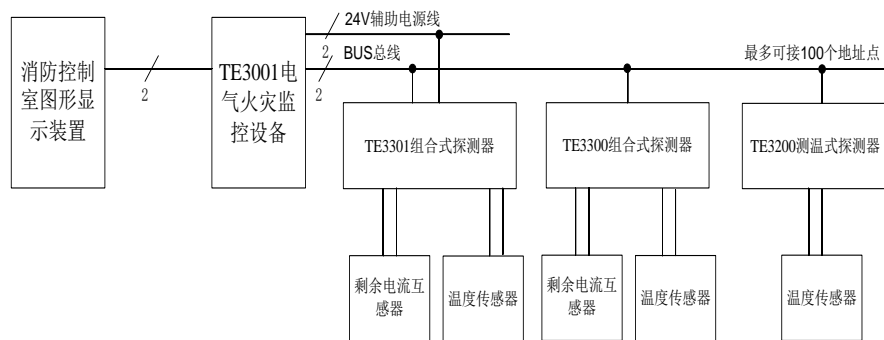 24V辅助电源线
2
BUS总线
2
2
最多可接100个地址点
消防控制
室图形显
示装置
TE3001电
气火灾监
控设备
TE3301组合式探测器
TE3300组合式探测器
TE3200测温式探测器
剩余电流互
感器
温度传感器
剩余电流互
感器
温度传感器
温度传感器